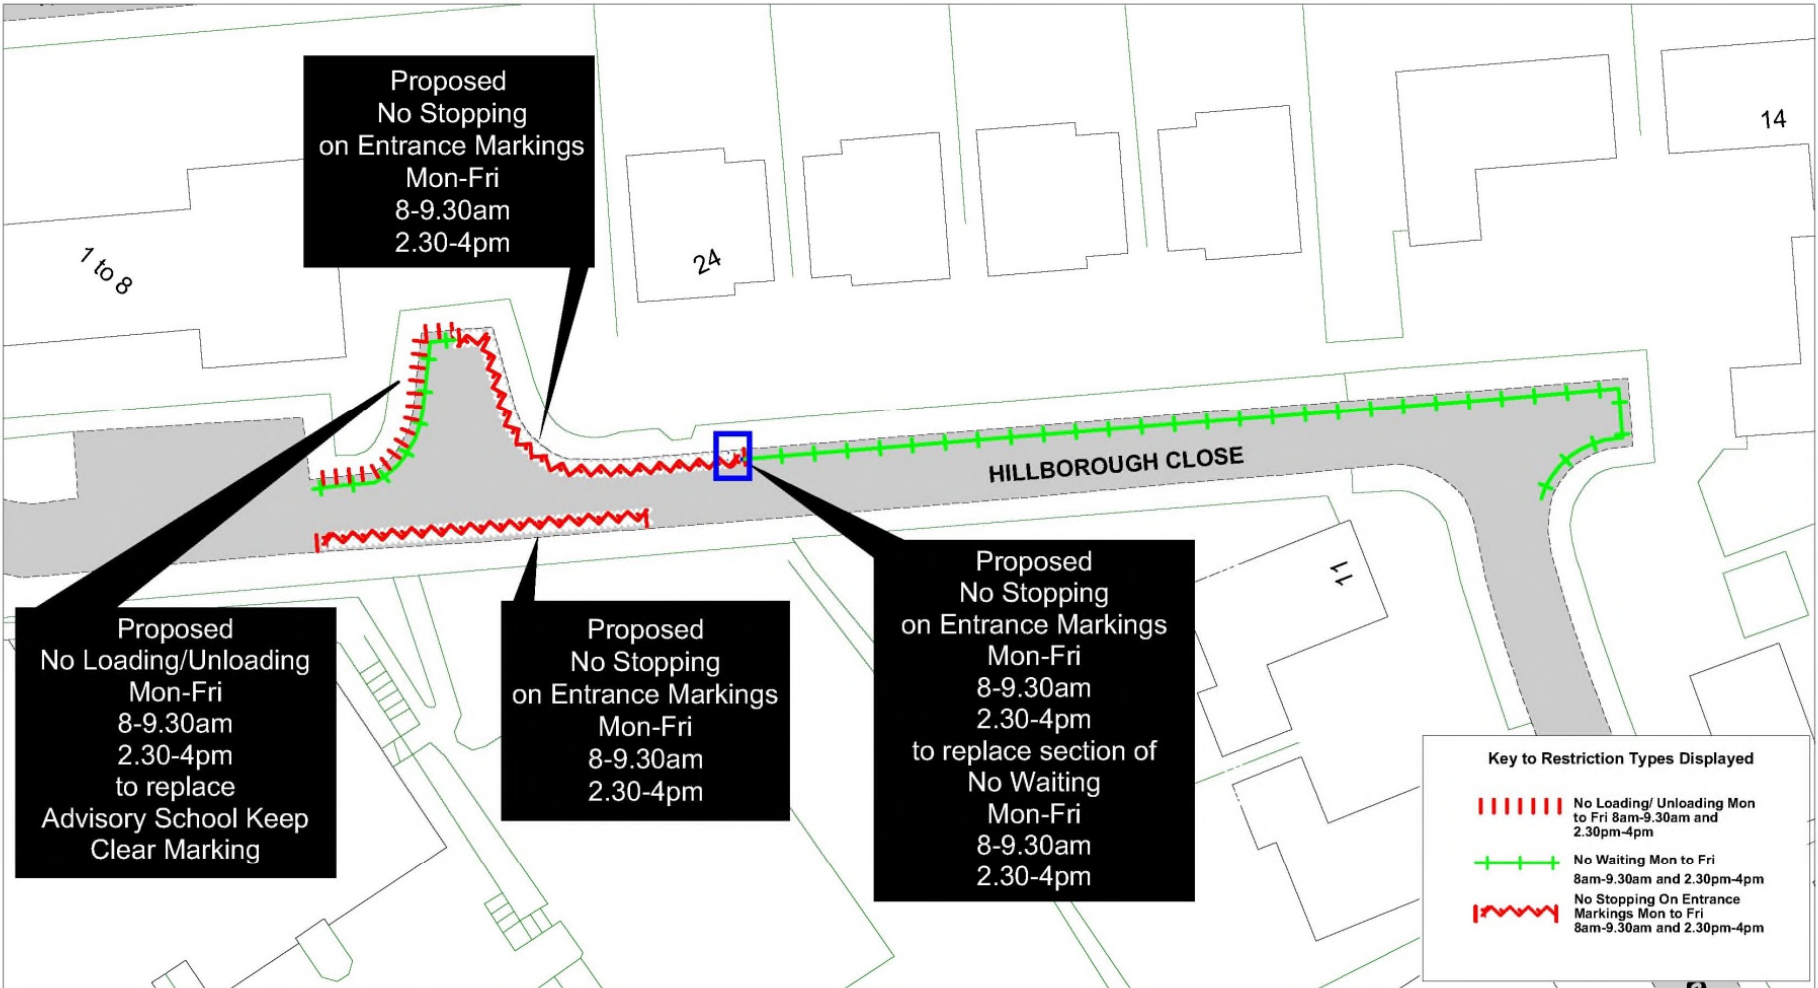 Proposed
No Stopping
on Entrance Markings
Mon-Fri
8-9.30am
2.30-4pm
14
24
1 to 8
HILLBOROUGH CLOSE
11
Proposed
No Loading/Unloading
Mon-Fri
8-9.30am
2.30-4pm
to replace
Advisory School Keep
Clear Marking
Proposed
No Stopping
on Entrance Markings
Mon-Fri
8-9.30am
2.30-4pm
Proposed
No Stopping
on Entrance Markings
Mon-Fri
8-9.30am
2.30-4pm
to replace section of
No Waiting
Mon-Fri
8-9.30am
2.30-4pm
Key to Restriction Types Displayed
No Loading/ Unloading Mon
to Fri 8am-9.30am and
2.30pm-4pm
No Waiting Mon to Fri
8am-9.30am and 2.30pm-4pm
No Stopping On Entrance
Markings Mon to Fri
8am-9.30am and 2.30pm-4pm